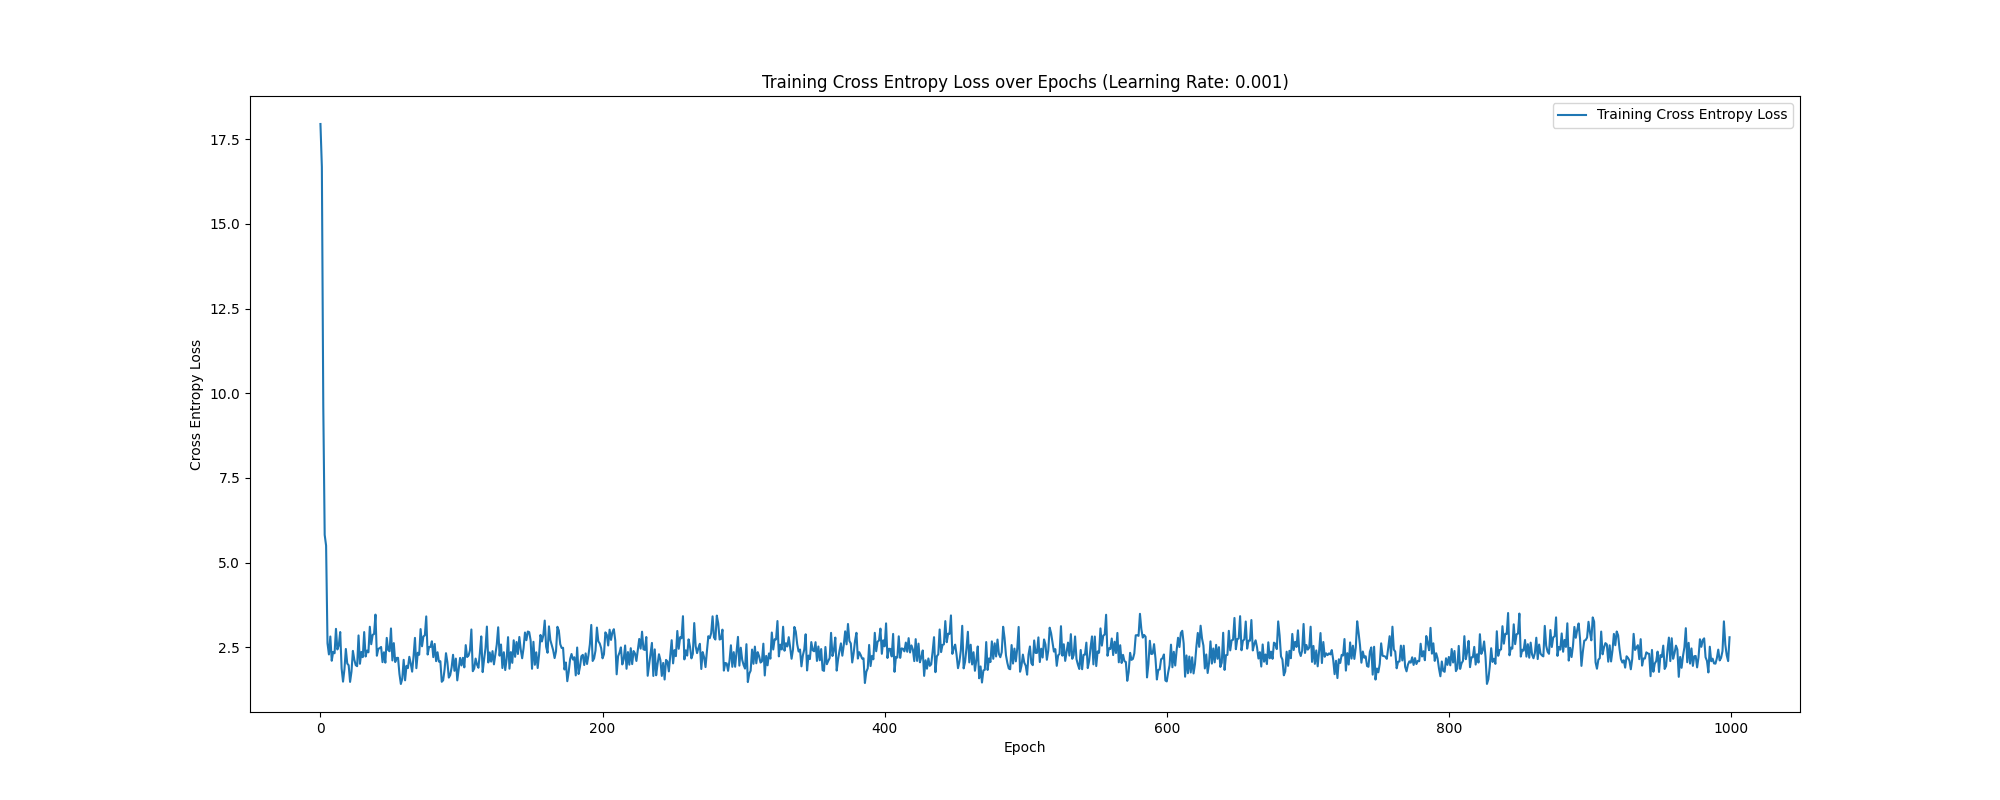 Training Cross Entropy Loss over Epochs (Learning Rate: 0.001)
Training Cross Entropy Loss
17.5
15.0
12.5
10.0
7.5
5.0
2.5
Cross Entropy Loss
0 200 400 600 800 1000
Epoch